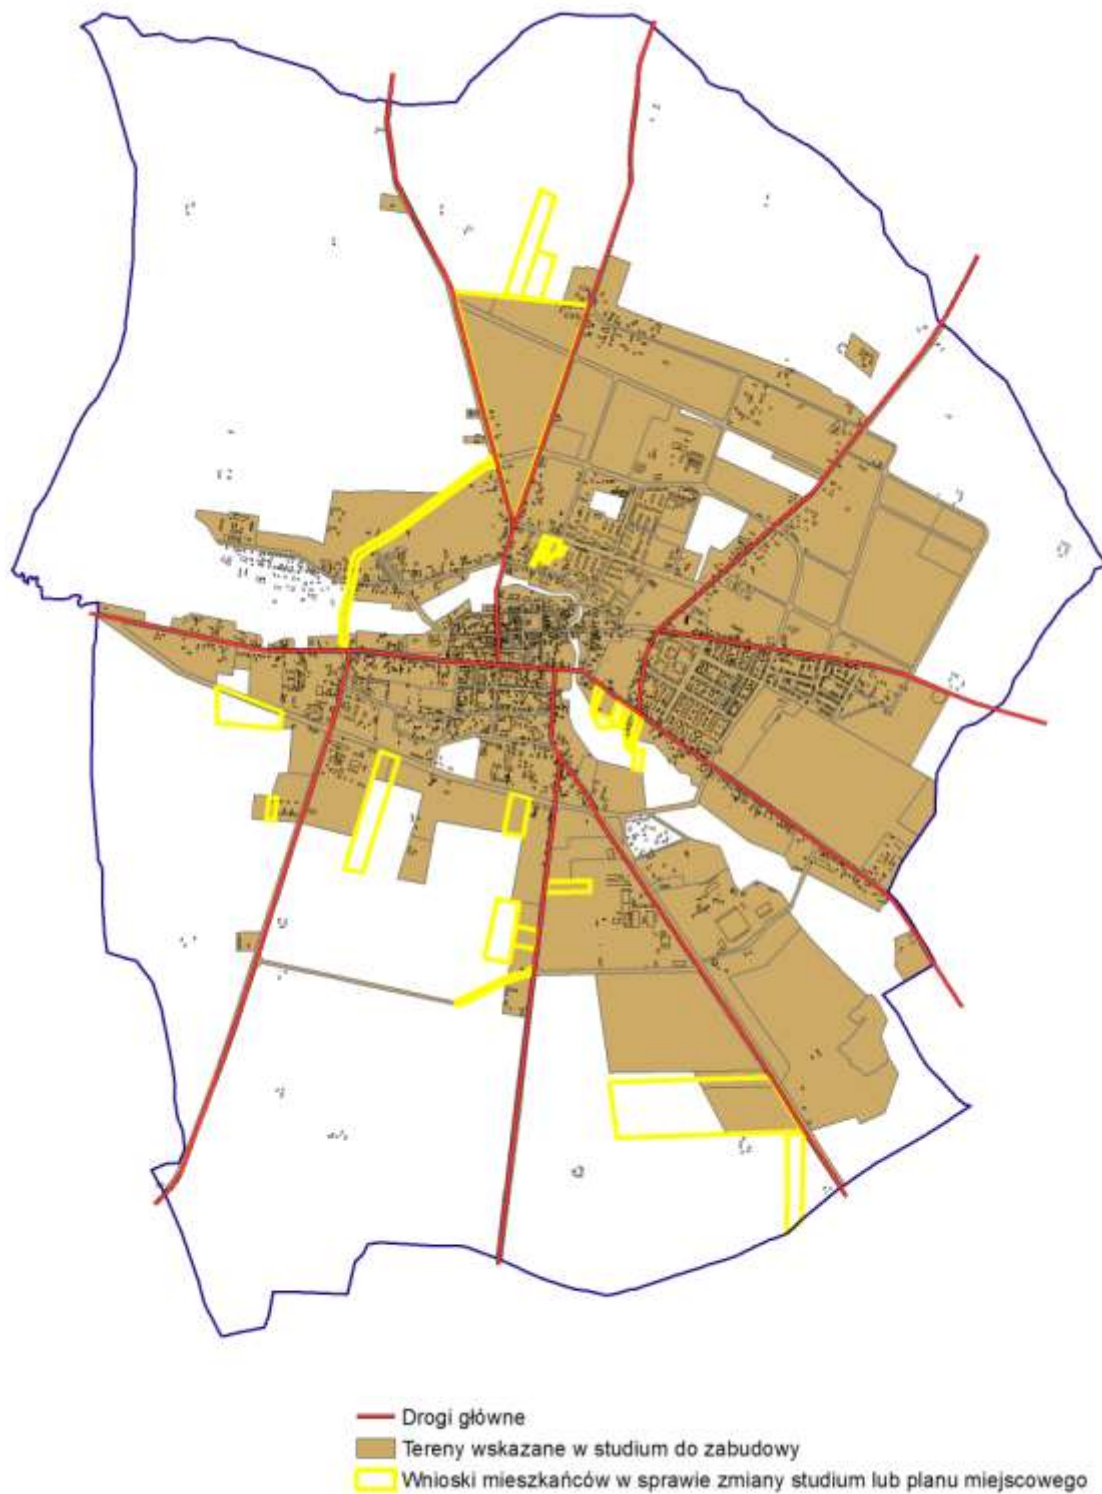 Drogi główne
Tereny wskazane w studium do zabudowy
Wnioski mieszkańców w sprawie zmiany studium lub planu miejscowego